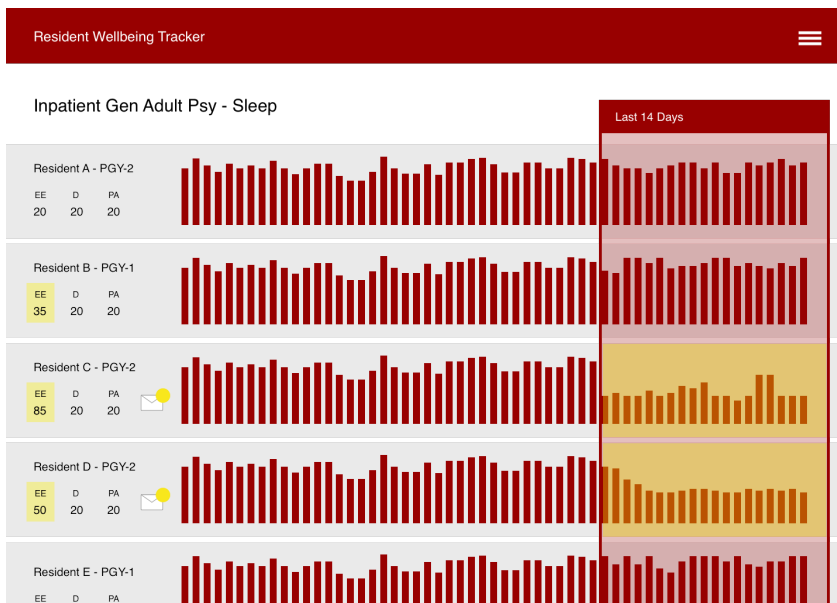 Resident Wellbeing Tracker
Inpatient Gen Adult Psy - Sleep
Last 14 Days
Resident A - PGY-2
EE D PA
20 20 20
Resident B - PGY-1
EE D PA
35 20 20
Resident C - PGY-2
EE D PA
85 20 20
Resident D - PGY-2
EE D PA
50 20 20
Resident E - PGY-1
EE D PA